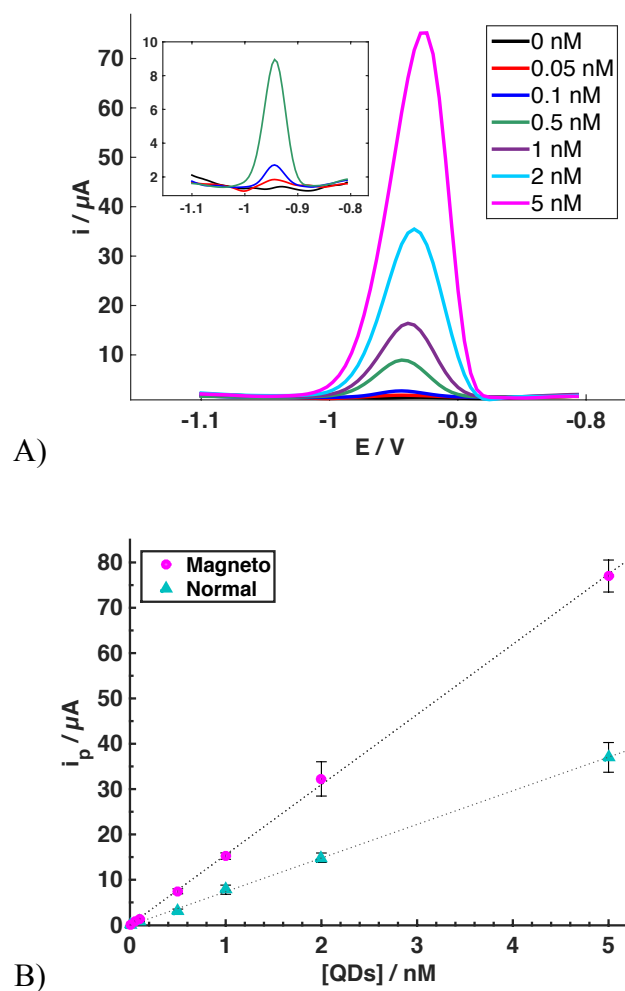 10
8
6
4
2
-1.1 -1 -0.9 -0.8
0 nM
0.05 nM
0.1 nM
0.5 nM
1 nM
2 nM
5 nM
70
60
50
40
30
20
10
i / µA
-1.1 -1 -0.9 -0.8
E / V
A)
Magneto
Normal
80
70
60
50
40
30
20
10
0
i_p / µA
0 1 2 3 4 5
[QDs] / nM
B)